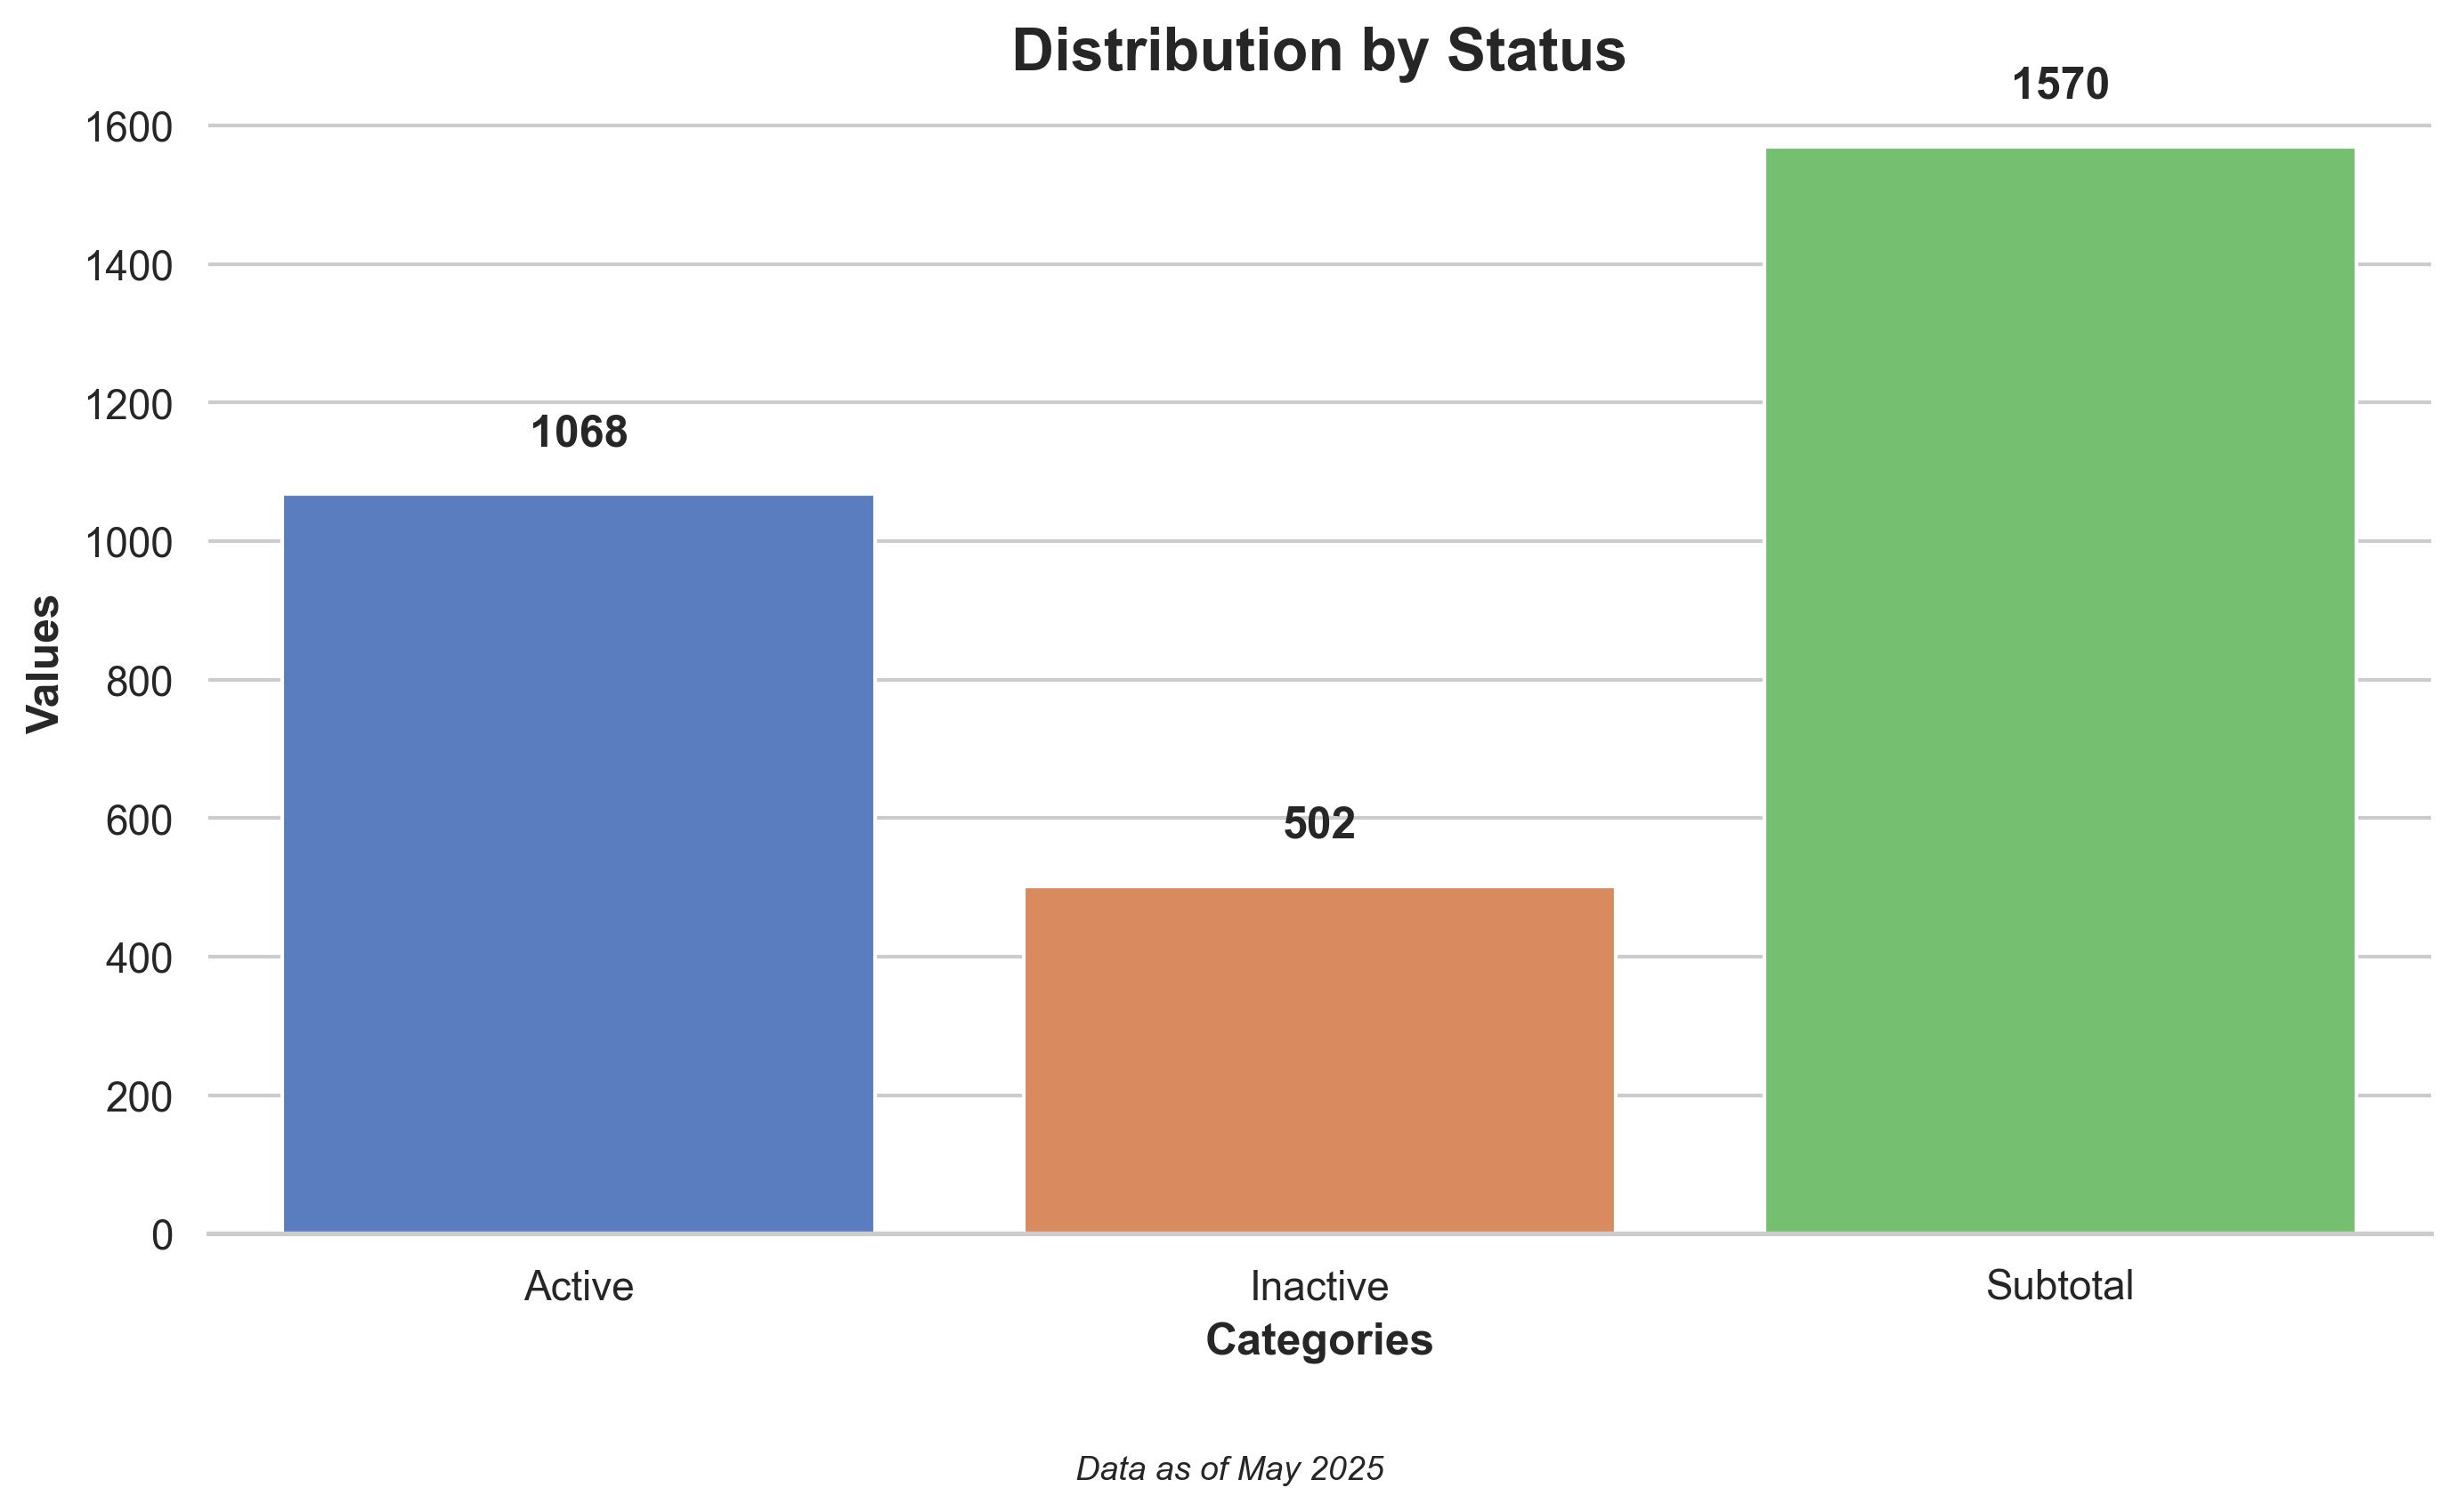 Distribution by Status
1570
1600
1400
1200
1068
1000
Values
800
600
502
400
200
0
Active
Inactive
Subtotal
Categories
Data as of May 2025